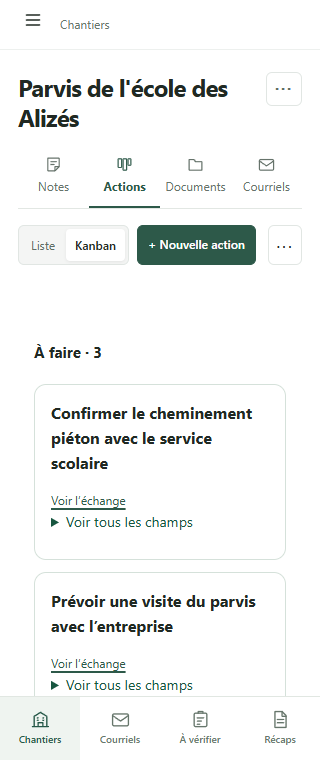 Chantiers
Parvis de l'école des
Alizés
...
Notes
Actions
Documents
Courriels
Liste
Kanban
+ Nouvelle action
...
À faire · 3
Confirmer le cheminement
piéton avec le service
scolaire
Voir l'échange
▶ Voir tous les champs
Prévoir une visite du parvis
avec l'entreprise
Voir l'échange
▶ Voir tous les champs
Chantiers
Courriels
À vérifier
Récaps